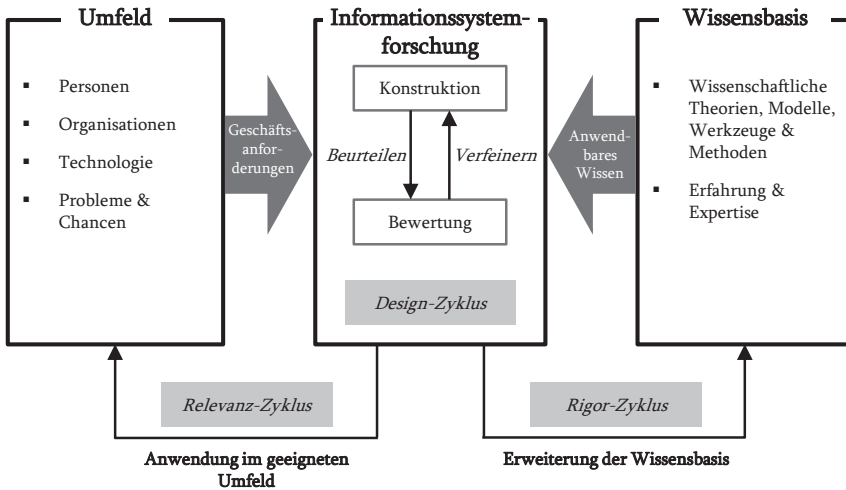 Umfeld
▪ Personen
▪ Organisationen
▪ Technologie
▪ Probleme &
Chancen
Geschäfts-
anfor-
derungen
Informationssystem-
forschung
Konstruktion
Beurteilen
Verfeinern
Bewertung
Design-Zyklus
Anwend-
bares
Wissen
Wissensbasis
▪ Wissenschaftliche
Theorien, Modelle,
Werkzeuge &
Methoden
▪ Erfahrung &
Expertise
Relevanz-Zyklus
Rigor-Zyklus
Anwendung im geeigneten
Umfeld
Erweiterung der Wissensbasis